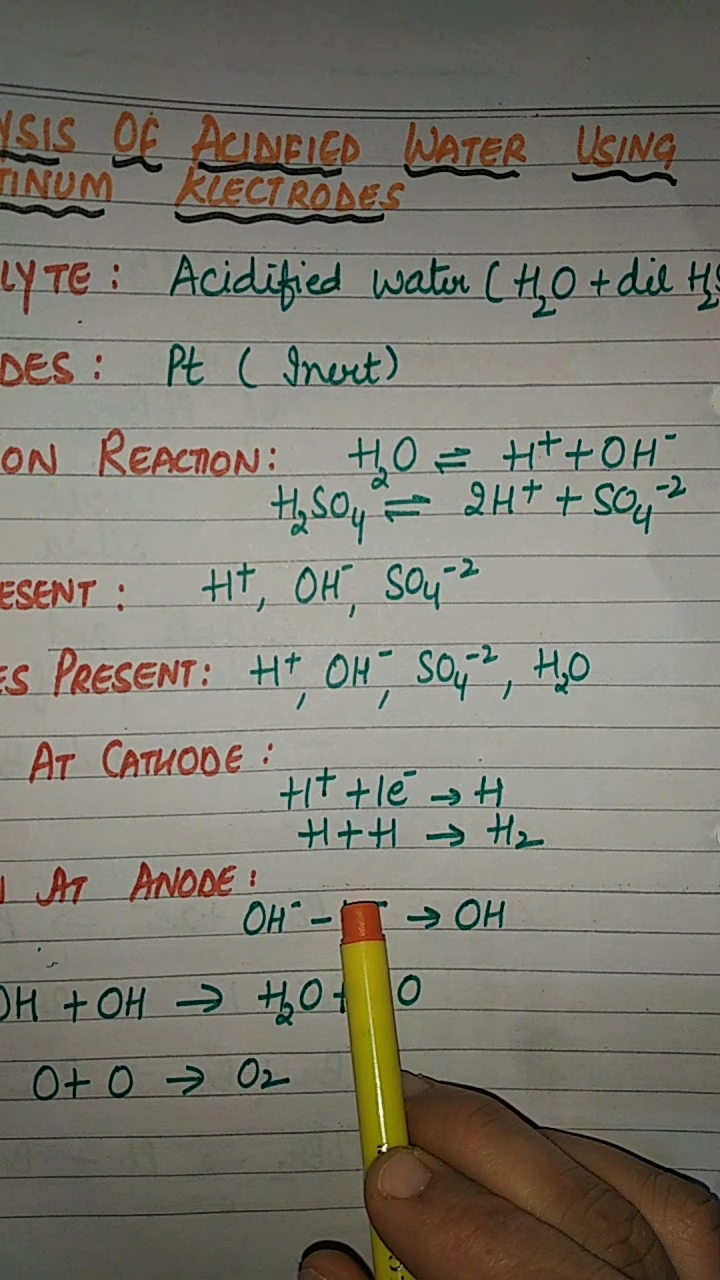 YSIS OF ACIDIFIED WATER USING
TINUM ELECTRODES
LYTE: Acidified water (H₂O + dil H₂S
DES: Pt (Inert)
ON REACTION: H₂O ⇌ H⁺ + OH⁻
H₂SO₄ ⇌ 2H⁺ + SO₄⁻²
ESENT: H⁺, OH⁻, SO₄⁻²
ES PRESENT: H⁺, OH⁻, SO₄⁻², H₂O
AT CATHODE:
H⁺ + 1e⁻ → H
H + H → H₂
N AT ANODE:
OH⁻ – → OH
OH + OH → H₂O + O
O + O → O₂